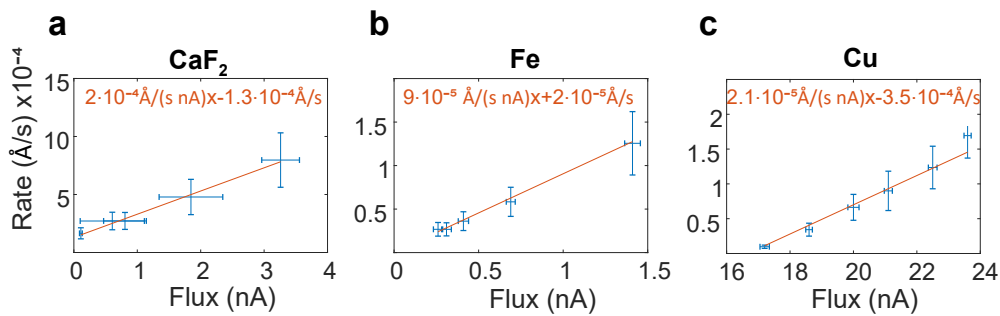 a
CaF₂
Rate (Å/s) x10⁻⁴
2·10⁻⁴Å/(s nA)x-1.3·10⁻⁴Å/s
15
10
5
0 1 2 3 4
Flux (nA)
b
Fe
9·10⁻⁵ Å/(s nA)x+2·10⁻⁵Å/s
1.5
1
0.5
0 0.5 1 1.5
Flux (nA)
c
Cu
2.1·10⁻⁵Å/(s nA)x-3.5·10⁻⁴Å/s
2
1.5
1
0.5
0
16 18 20 22 24
Flux (nA)